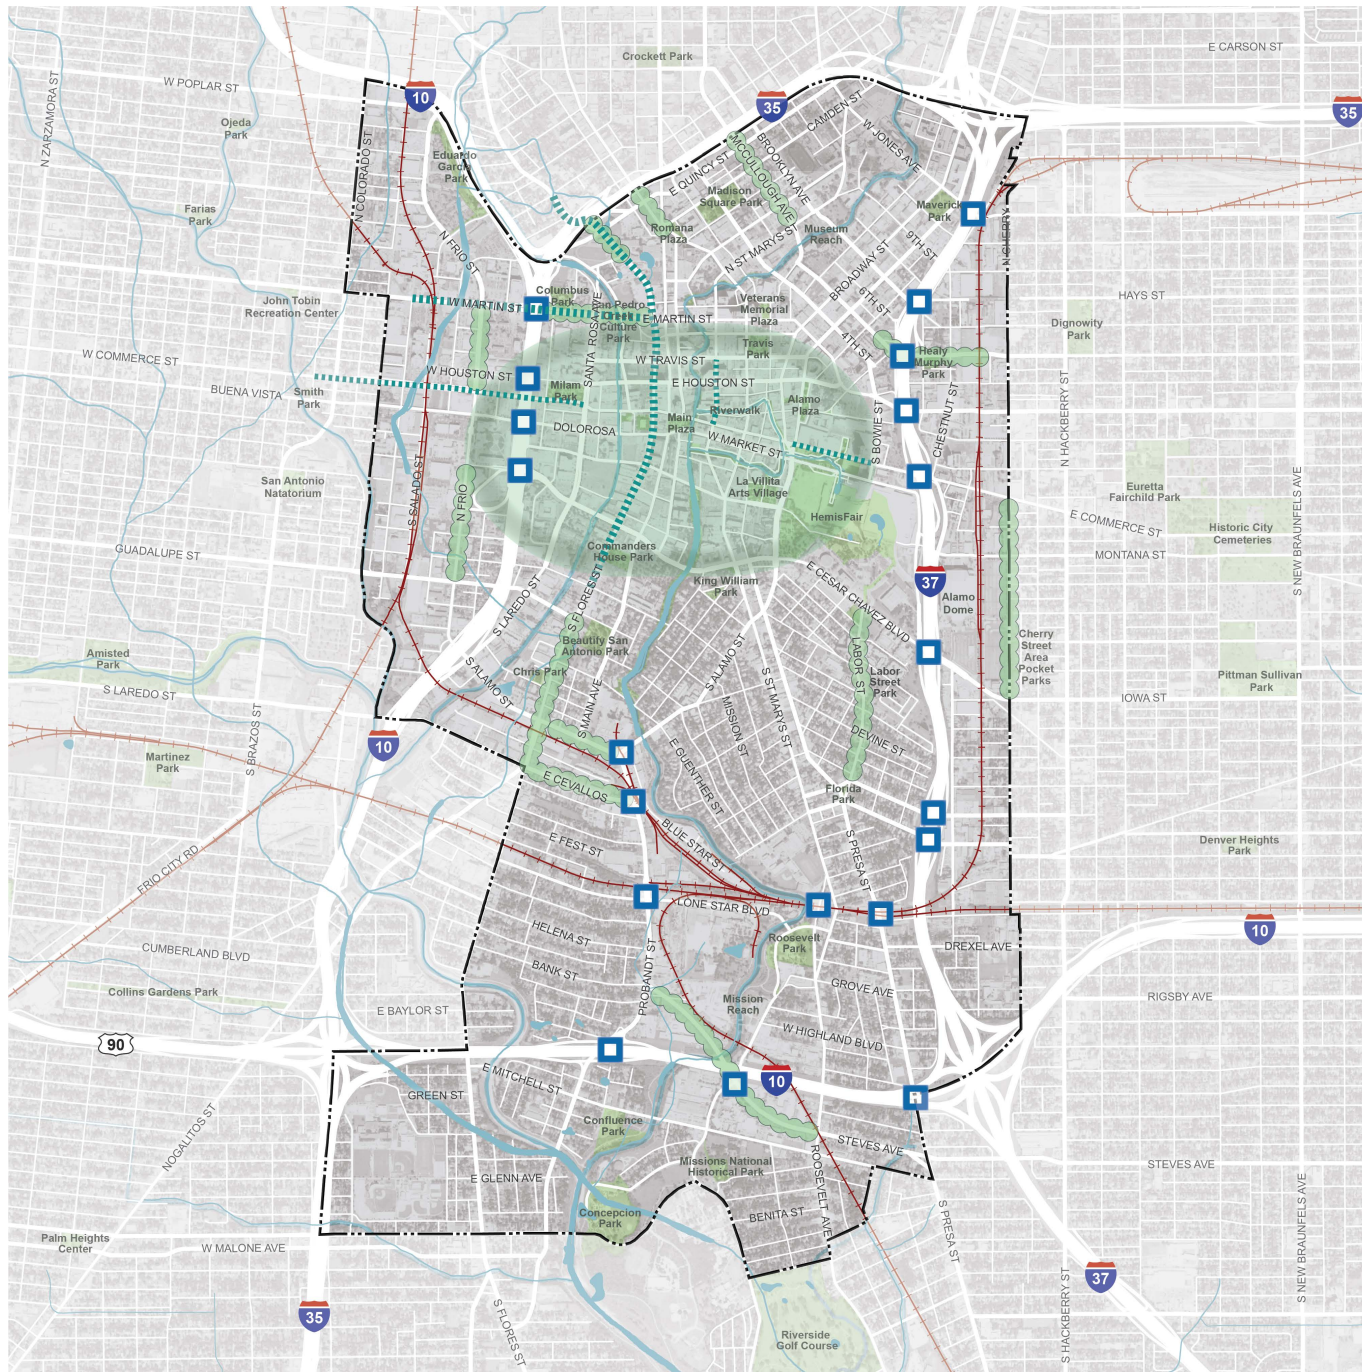 E CARSON ST
Crockett Park
W POPLAR ST
10
35
35
N ZARZAMORA ST
Ojeda
Park
CAMDEN ST
W JONES AVE
BROOKLYN AVE
MCCULLOUGH AVE
E QUINCY ST
Eduardo
Garcia
Park
N COLORADO ST
Madison
Square Park
Maverick
Park
Farias
Park
Romana
Plaza
Museum
Reach
N ST MARYS ST
9TH ST
N CHERRY
N FRIO ST
BROADWAY ST
6TH ST
HAYS ST
John Tobin
Recreation Center
W MARTIN ST
Columbus
Park
SANTA ROSA AVE
San Pedro
Creek
Culture
Park
E MARTIN ST
Veterans
Memorial
Plaza
Dignowity
Park
4TH ST
Travis
Park
W COMMERCE ST
W TRAVIS ST
Healy
Murphy
Park
W HOUSTON ST
E HOUSTON ST
BUENA VISTA
Smith
Park
Milam
Park
Alamo
Plaza
Riverwalk
Main
Plaza
S BOWIE ST
CHESTNUT ST
N HACKBERRY ST
DOLOROSA
W MARKET ST
San Antonio
Natatorium
S SALADO ST
N FRIO
La Villita
Arts Village
HemisFair
Euretta
Fairchild Park
E COMMERCE ST
Historic City
Cemeteries
S NEW BRAUNFELS AVE
GUADALUPE ST
Commanders
House Park
MONTANA ST
King William
Park
E CESAR CHAVEZ BLVD
37
Alamo
Dome
S LAREDO ST
S FLORES ST
Beautify San
Antonio Park
S ALAMO ST
LABOR ST
Labor
Street
Park
Cherry
Street
Area
Pocket
Parks
Amisted
Park
Chris Park
S LAREDO ST
S ALAMO ST
S MAIN AVE
MISSION ST
S ST MARYS ST
Pittman Sullivan
Park
IOWA ST
10
S BRAZOS ST
Martinez
Park
E GUENTHER ST
DEVINE ST
E CEVALLOS
Florida
Park
BLUE STAR ST
E FEST ST
S PRESA ST
Denver Heights
Park
FRIO CITY RD
LONE STAR BLVD
HELENA ST
10
Roosevelt
Park
DREXEL AVE
CUMBERLAND BLVD
BANK ST
PROBANDT ST
GROVE AVE
Collins Gardens Park
Mission
Reach
RIGSBY AVE
E BAYLOR ST
W HIGHLAND BLVD
90
E MITCHELL ST
10
GREEN ST
Confluence
Park
NOGALITOS ST
STEVES AVE
STEVES AVE
Missions National
Historical Park
E GLENN AVE
ROOSEVELT AVE
BENITA ST
Concepcion
Park
S PRESA ST
S NEW BRAUNFELS AVE
Palm Heights
Center
W MALONE AVE
37
S HACKBERRY ST
35
S FLORES ST
Riverside
Golf Course